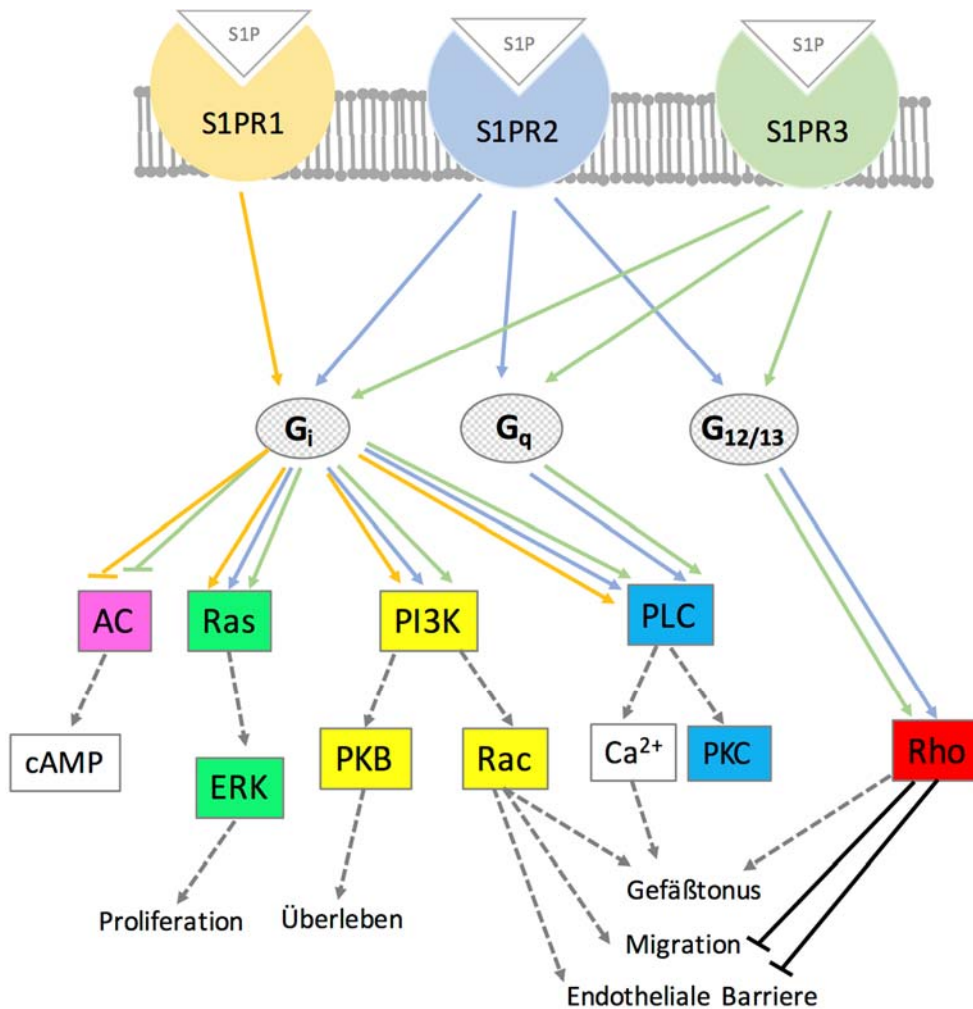 S1P
S1P
S1P
S1PR1
S1PR2
S1PR3
Gi
Gq
G12/13
AC
Ras
PI3K
PLC
cAMP
ERK
PKB
Rac
Ca²⁺
PKC
Rho
Proliferation
Überleben
Gefäßtonus
Migration
Endotheliale Barriere